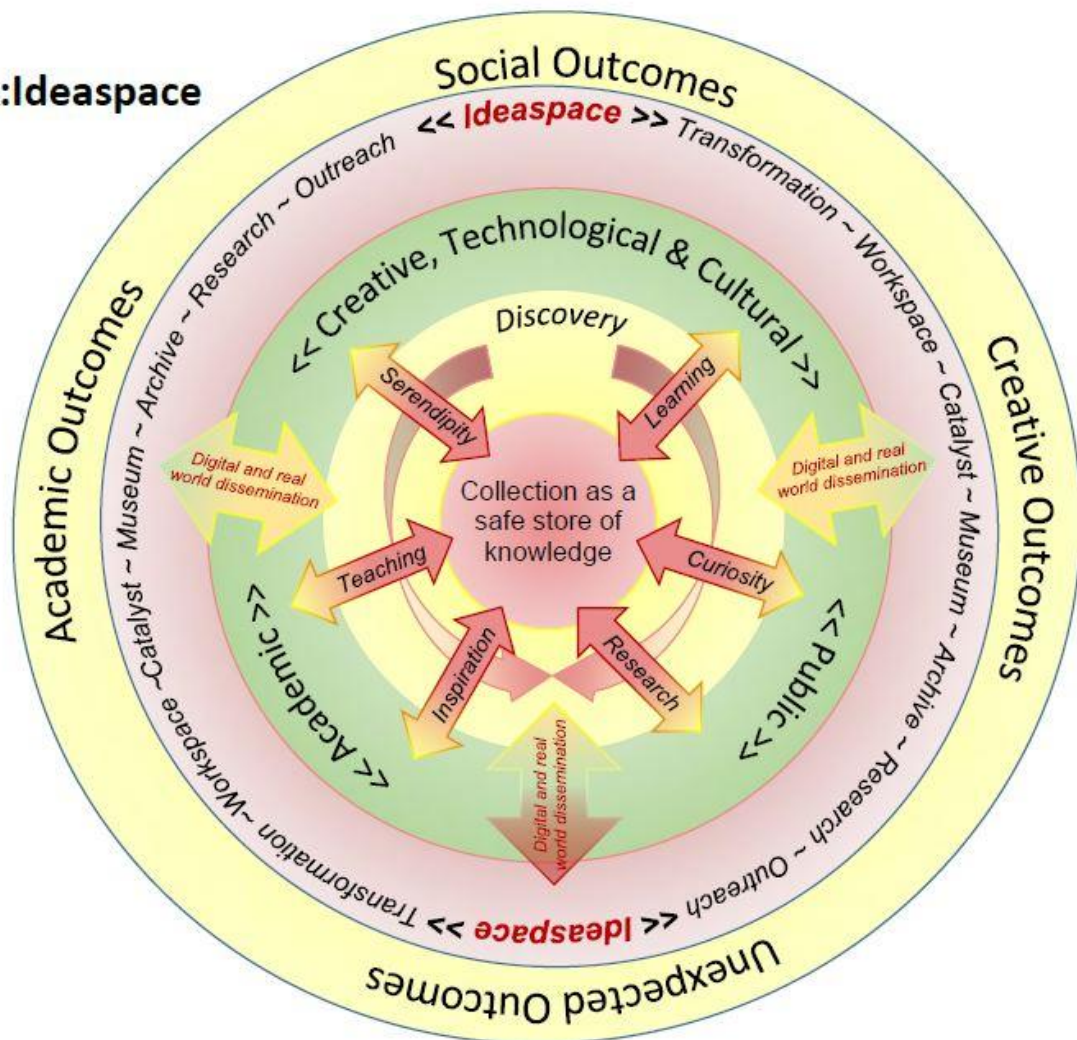 :Ideaspace
Social Outcomes
Creative Outcomes
Unexpected Outcomes
Academic Outcomes
<< Ideaspace >>
Transformation ~ Workspace ~ Catalyst ~ Museum ~ Archive ~ Research ~ Outreach
<< Ideaspace >>
Transformation ~Workspace ~Catalyst ~ Museum ~ Archive ~ Research ~ Outreach
<< Creative, Technological & Cultural >>
<< Public >>
<< Academic >>
Discovery
Serendipity
Learning
Digital and real
world dissemination
Digital and real
world dissemination
Collection as a
safe store of
knowledge
Teaching
Curiosity
Inspiration
Research
Digital and real
world dissemination